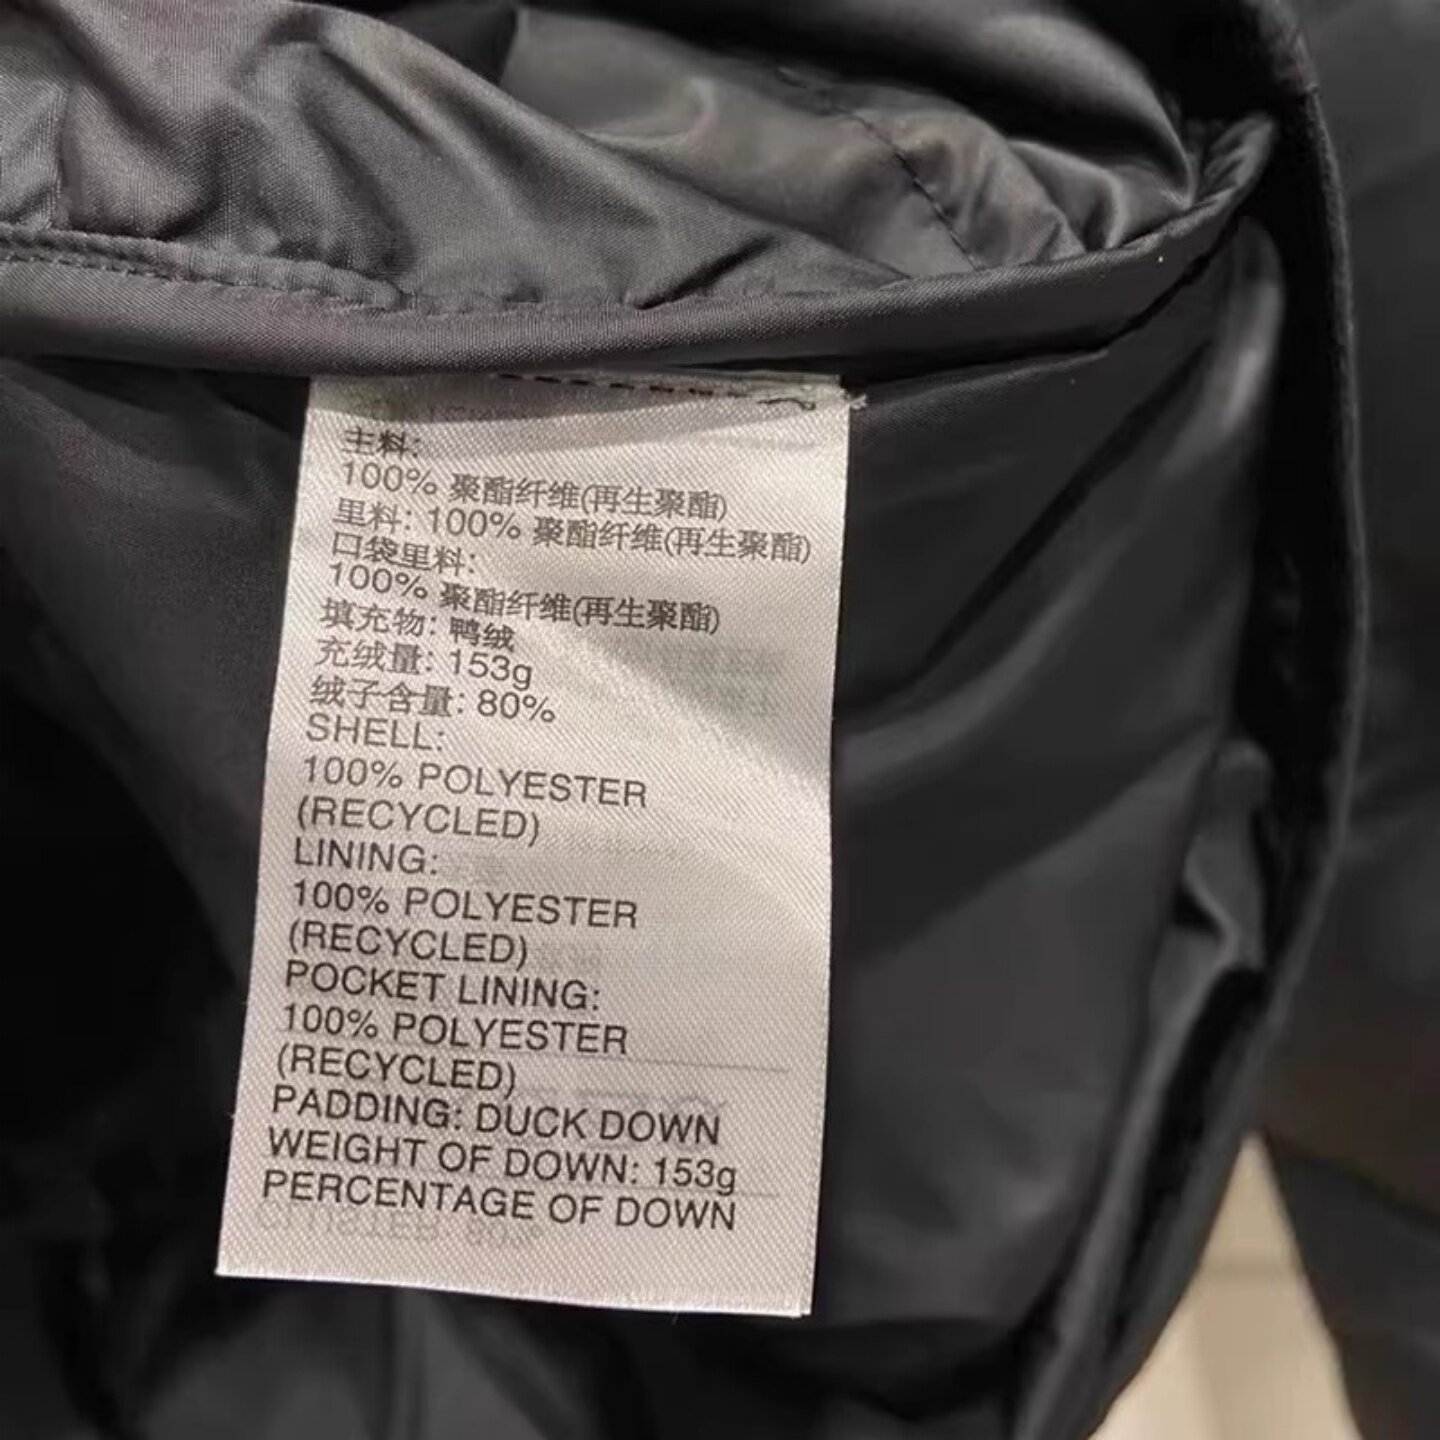 主料:
100% 聚酯纤维(再生聚酯)
里料: 100% 聚酯纤维(再生聚酯)
口袋里料:
100% 聚酯纤维(再生聚酯)
填充物: 鸭绒
充绒量: 153g
绒子含量: 80%
SHELL:
100% POLYESTER
(RECYCLED)
LINING:
100% POLYESTER
(RECYCLED)
POCKET LINING:
100% POLYESTER
(RECYCLED)
PADDING: DUCK DOWN
WEIGHT OF DOWN: 153g
PERCENTAGE OF DOWN